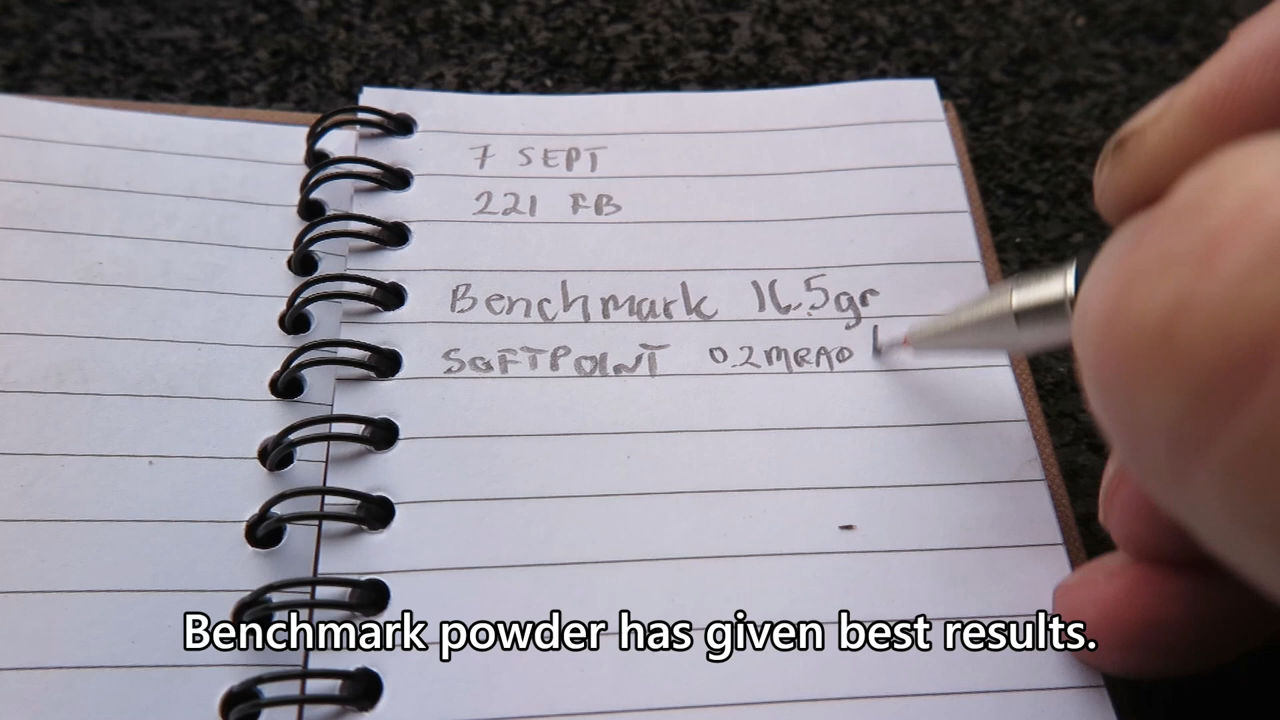 7 SEPT
221 FB
Benchmark 16.5gr
SOFTPOINT 0.2MRAD
Benchmark powder has given best results.